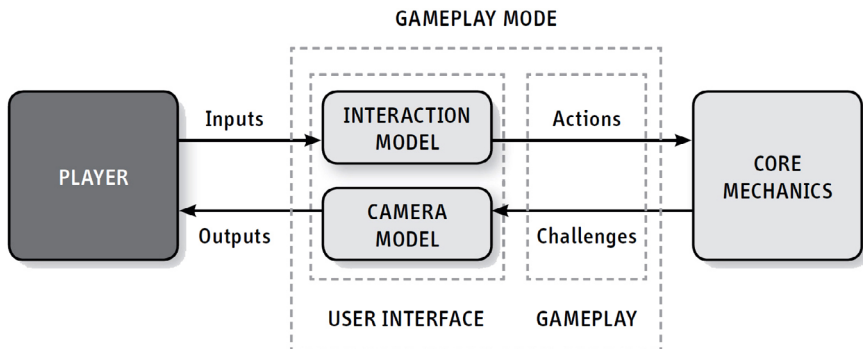 GAMEPLAY MODE
Inputs
INTERACTION
MODEL
Actions
PLAYER
CORE
MECHANICS
Outputs
CAMERA
MODEL
Challenges
USER INTERFACE
GAMEPLAY